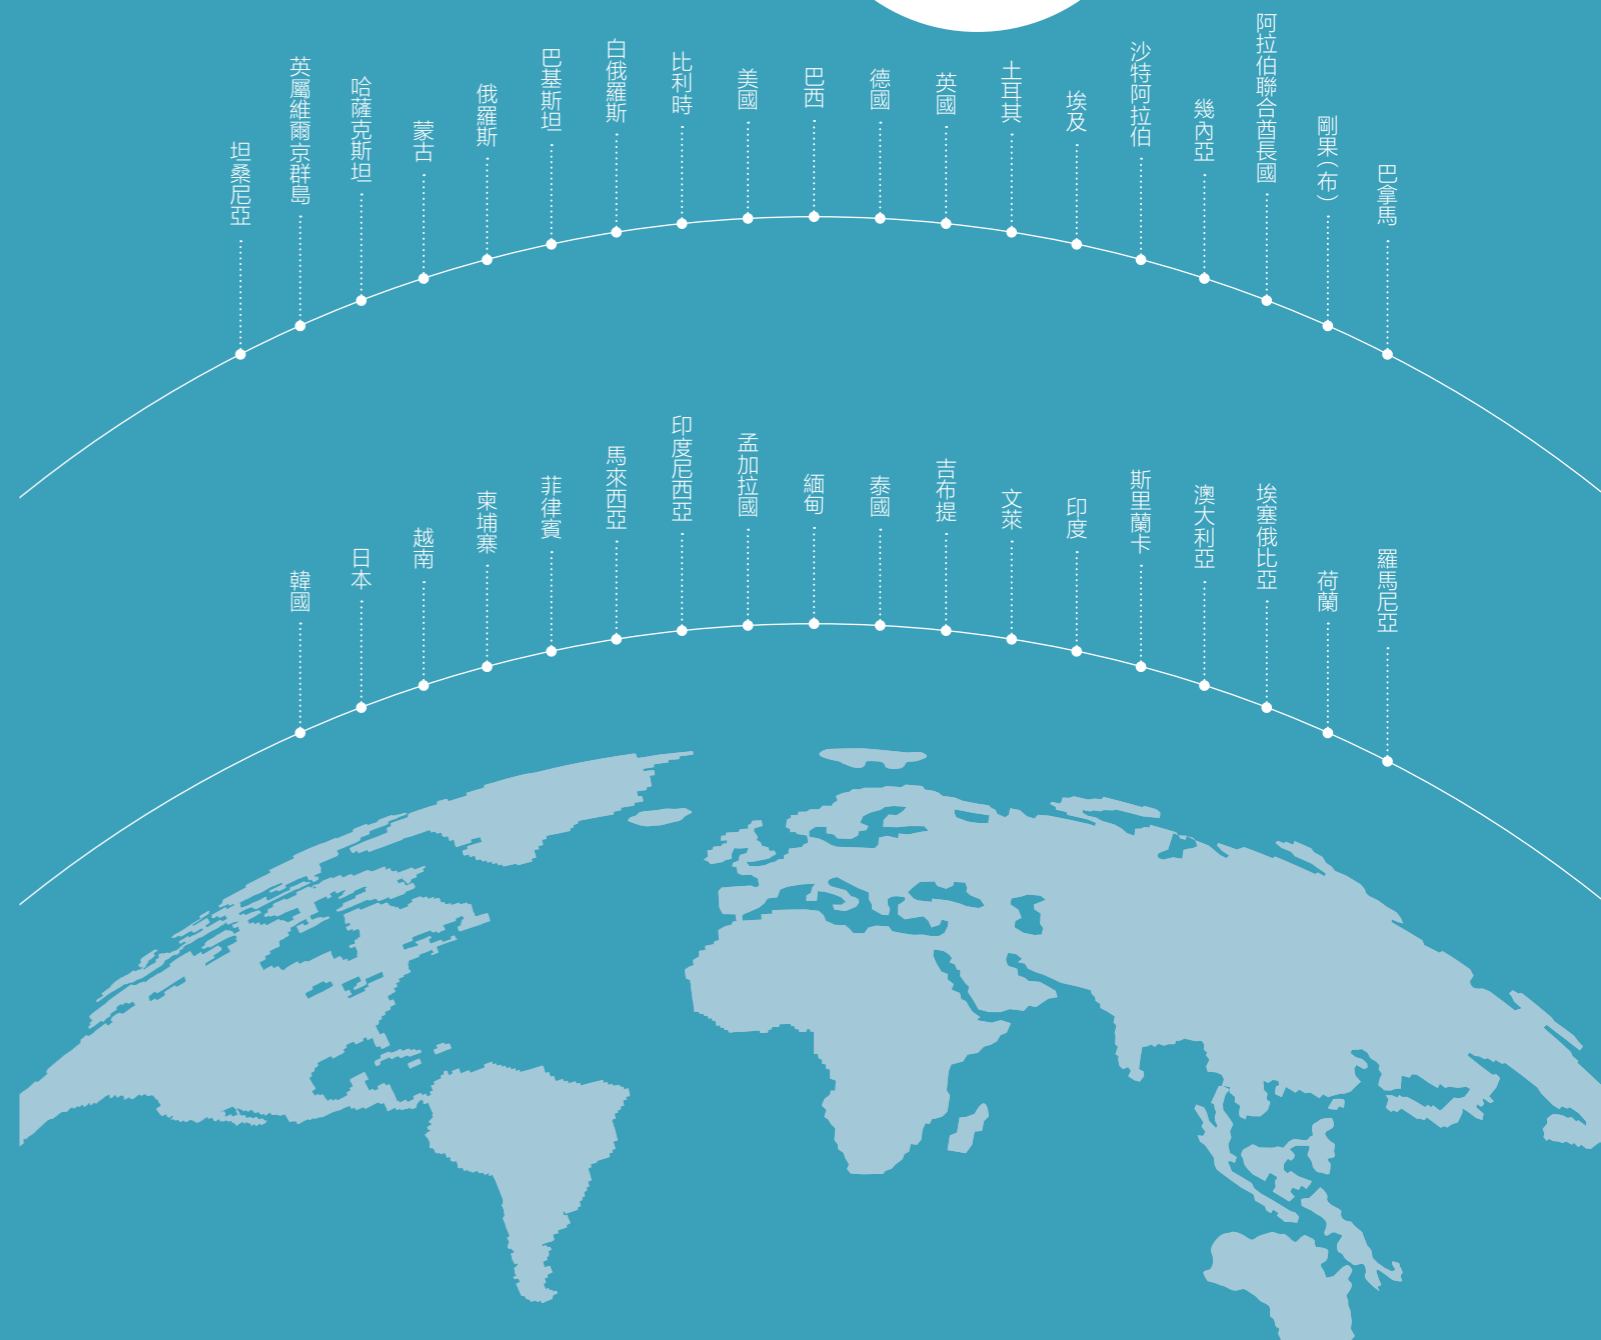 坦桑尼亞
英屬維爾京群島
哈薩克斯坦
蒙古
俄羅斯
巴基斯坦
白俄羅斯
比利時
美國
巴西
德國
英國
土耳其
埃及
沙特阿拉伯
幾內亞
阿拉伯聯合酋長國
剛果（布）
巴拿馬
韓國
日本
越南
柬埔寨
菲律賓
馬來西亞
印度尼西亞
孟加拉國
緬甸
泰國
吉布提
文萊
印度
斯里蘭卡
澳大利亞
埃塞俄比亞
荷蘭
羅馬尼亞